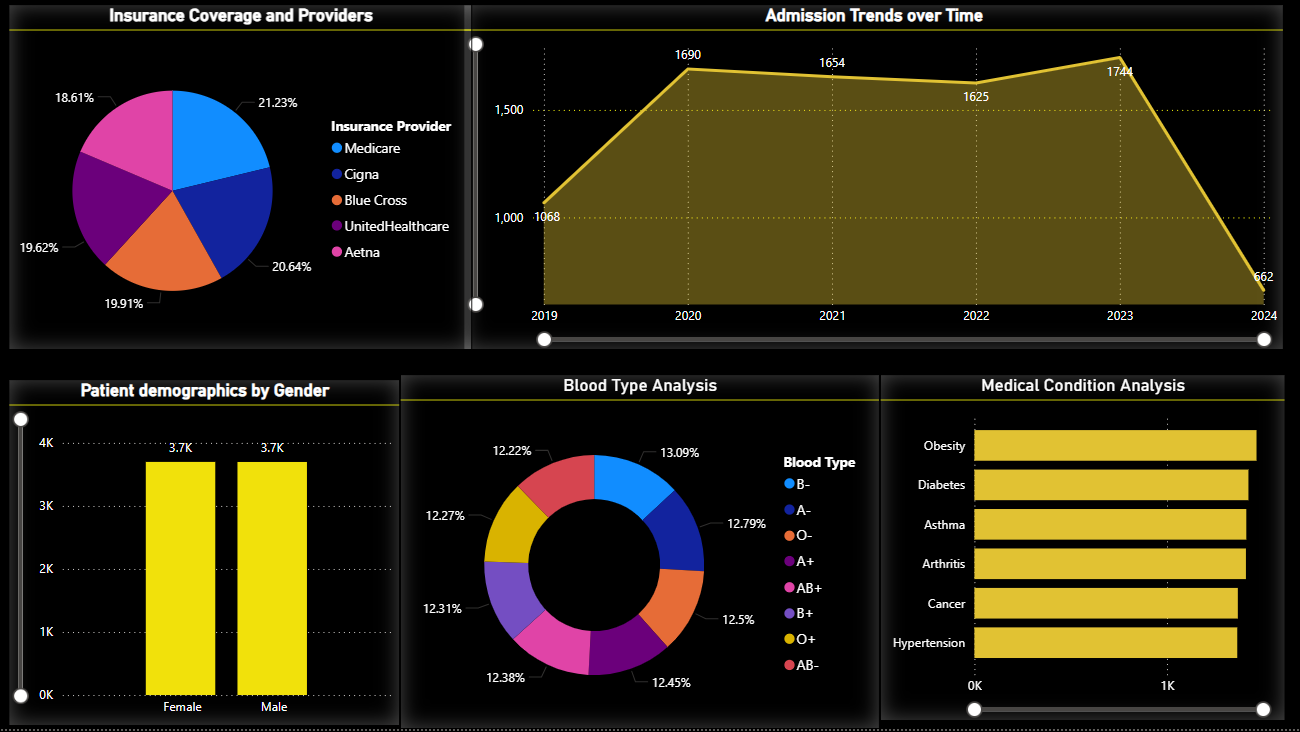 Insurance Coverage and Providers
18.61%
21.23%
19.62%
20.64%
19.91%
Insurance Provider
Medicare
Cigna
Blue Cross
UnitedHealthcare
Aetna
Admission Trends over Time
1,500
1,000
1068
1690
1654
1625
1744
662
2019 2020 2021 2022 2023 2024
Patient demographics by Gender
4K
3K
2K
1K
0K
3.7K 3.7K
Female Male
Blood Type Analysis
12.22%
13.09%
12.27%
12.79%
12.31%
12.5%
12.38%
12.45%
Blood Type
B-
A-
O-
A+
AB+
B+
O+
AB-
Medical Condition Analysis
Obesity
Diabetes
Asthma
Arthritis
Cancer
Hypertension
0K 1K